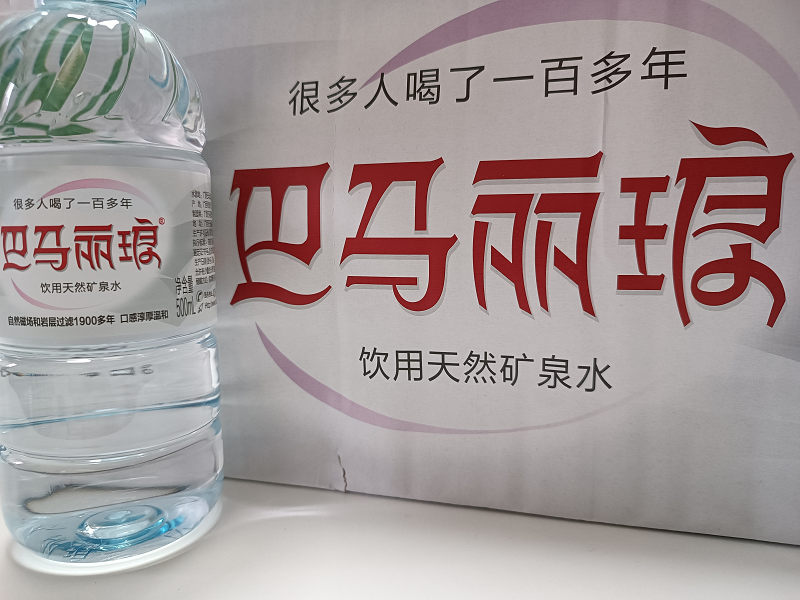 很多人喝了一百多年
巴马丽琅
饮用天然矿泉水
很多人喝了一百多年
巴马丽琅®
饮用天然矿泉水
自然磁场和岩层过滤1900多年 口感淳厚温和
净含量
500mL